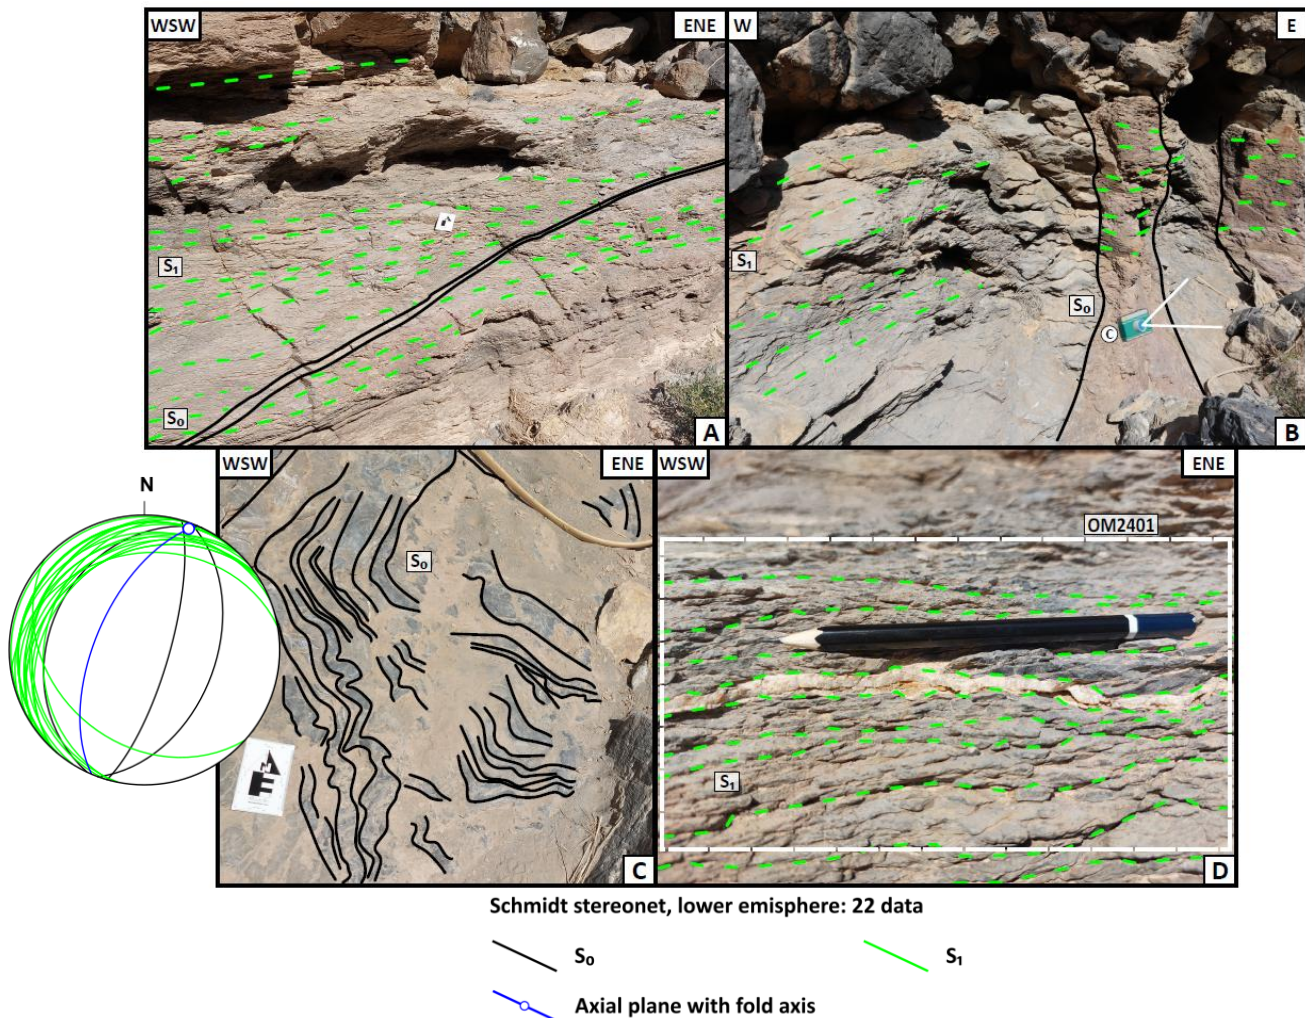 WSW ENE
S₁
S₀
A
W E
S₁
S₀
C
B
N
WSW ENE
S₀
C
WSW ENE
OM2401
S₁
D
Schmidt stereonet, lower emisphere: 22 data
S₀ S₁
Axial plane with fold axis